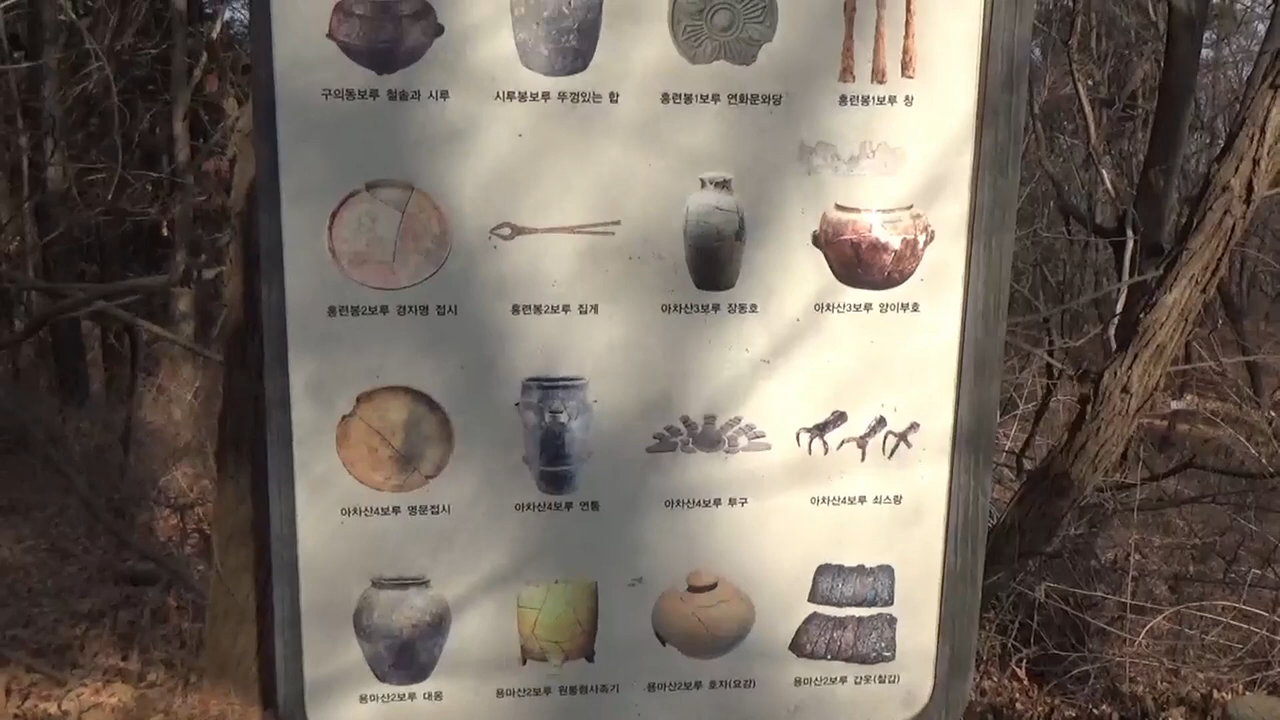 구의동보루 철솥과 시루
시루봉보루 뚜껑있는 합
홍련봉1보루 연화문와당
홍련봉1보루 창
홍련봉2보루 경자명 접시
홍련봉2보루 집게
아차산3보루 장동호
아차산3보루 양이부호
아차산4보루 명문접시
아차산4보루 연통
아차산4보루 투구
아차산4보루 쇠스랑
용마산2보루 대옹
용마산2보루 원통형사족기
용마산2보루 호자(요강)
용마산2보루 갑옷(찰갑)